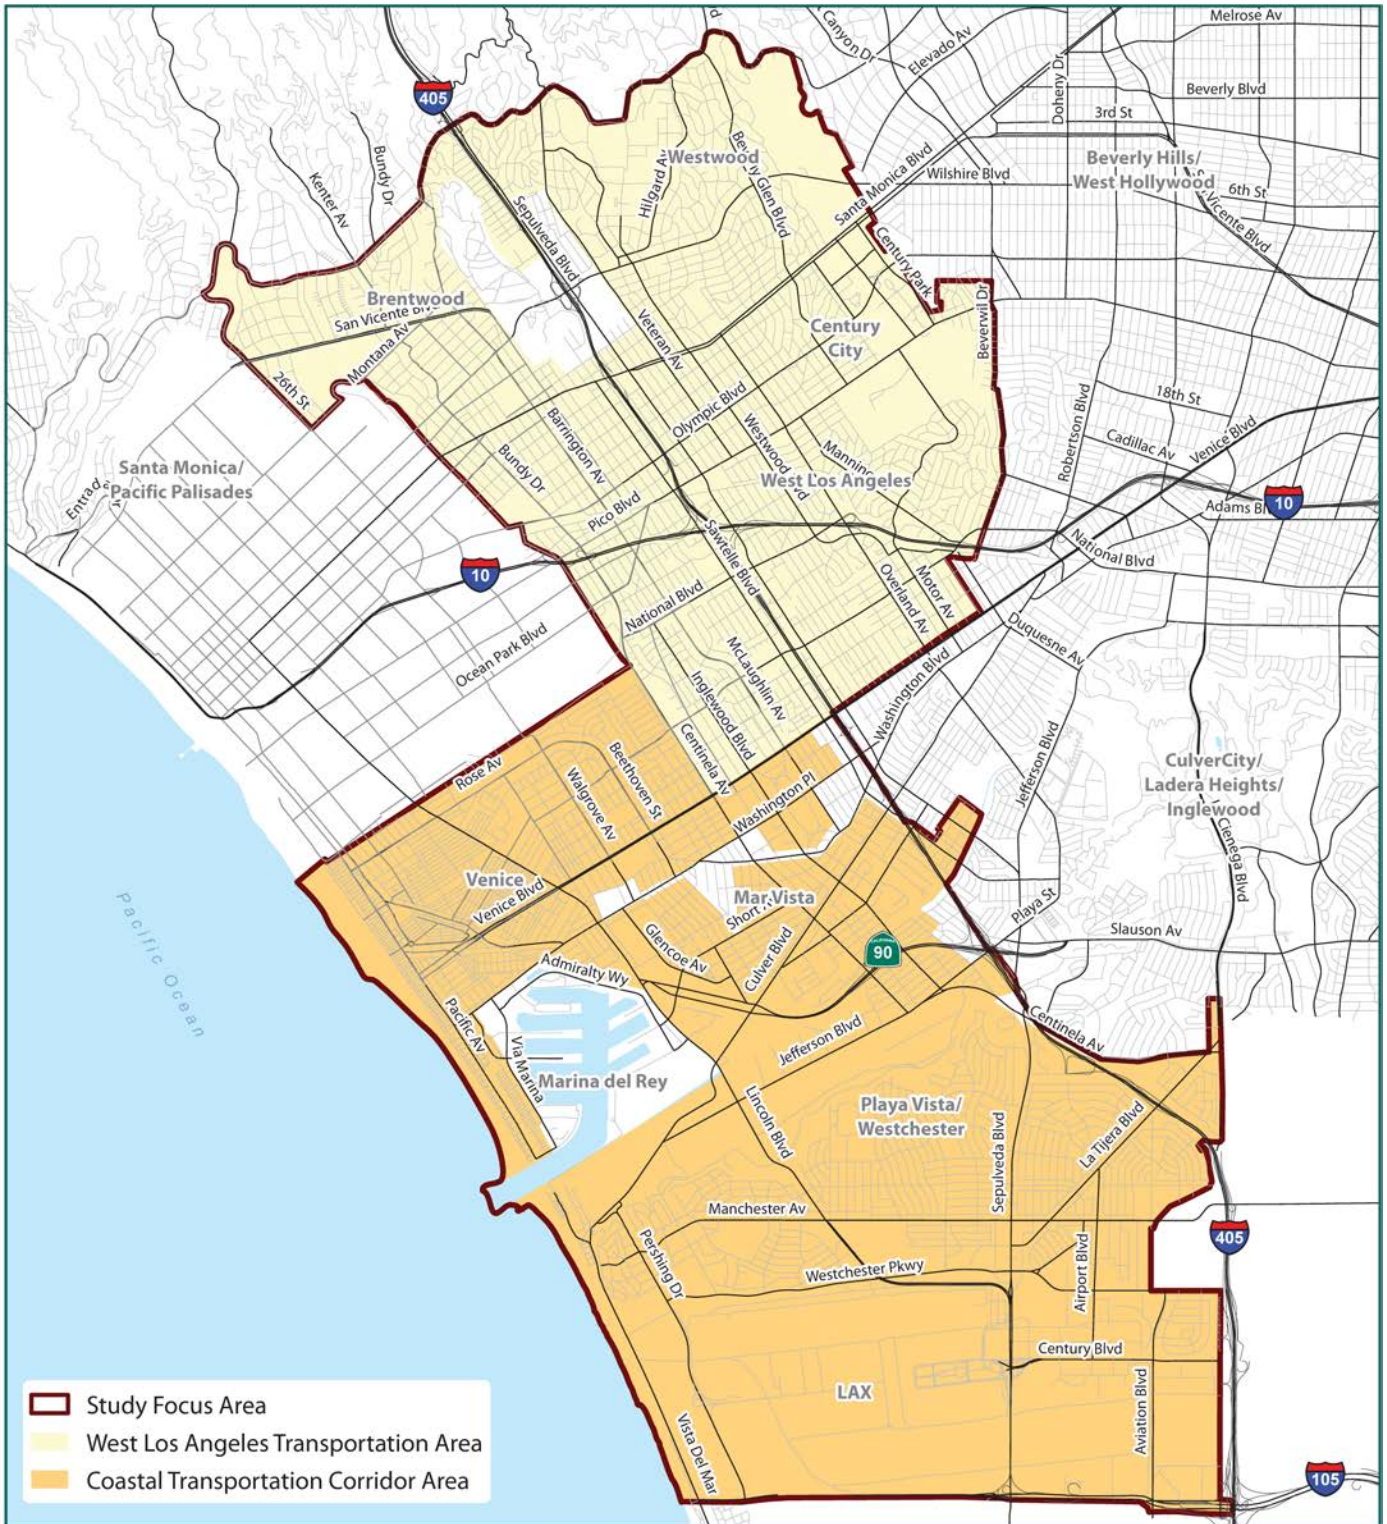 Melrose Av
Canyon Dr
Elevado Av
Doheny Dr
Beverly Blvd
3rd St
405
Bundy Dr
Kenter Av
Westwood
Hilgard Av
Beverly Glen Blvd
Santa Monica Blvd
Wilshire Blvd
Beverly Hills/
West Hollywood
6th St
Vicente Blvd
Sepulveda Blvd
Century Park
Brentwood
San Vicente Blv
Montana Av
26th St
Veteran Av
Century
City
Beverwil Dr
18th St
Robertson Blvd
Cadillac Av
Venice Blvd
Olympic Blvd
Barrington Av
Bundy Dr
Westwood Blvd
Manning
West Los Angeles
Santa Monica/
Pacific Palisades
Entrada Dr
Pico Blvd
10
Adams Bl
10
Sawtelle Blvd
National Blvd
National Blvd
Overland Av
Motor Av
Duquesne Av
Ocean Park Blvd
McLaughlin Av
Inglewood Blvd
Centinela Av
Washington Blvd
Jefferson Blvd
CulverCity/
Ladera Heights/
Inglewood
Cienega Blvd
Rose Av
Beethoven St
Walgrove Av
Washington Pl
Venice
Venice Blvd
Mar Vista
Short
Playa St
Slauson Av
Pacific Ocean
Glencoe Av
Culver Blvd
CALIFORNIA
90
Admiralty Wy
Pacific Av
Via Marina
Marina del Rey
Jefferson Blvd
Centinela Av
Lincoln Blvd
Playa Vista/
Westchester
Sepulveda Blvd
La Tijera Blvd
Manchester Av
405
Pershing Dr
Westchester Pkwy
Airport Blvd
Century Blvd
LAX
Aviation Blvd
Vista Del Mar
105
Study Focus Area
West Los Angeles Transportation Area
Coastal Transportation Corridor Area